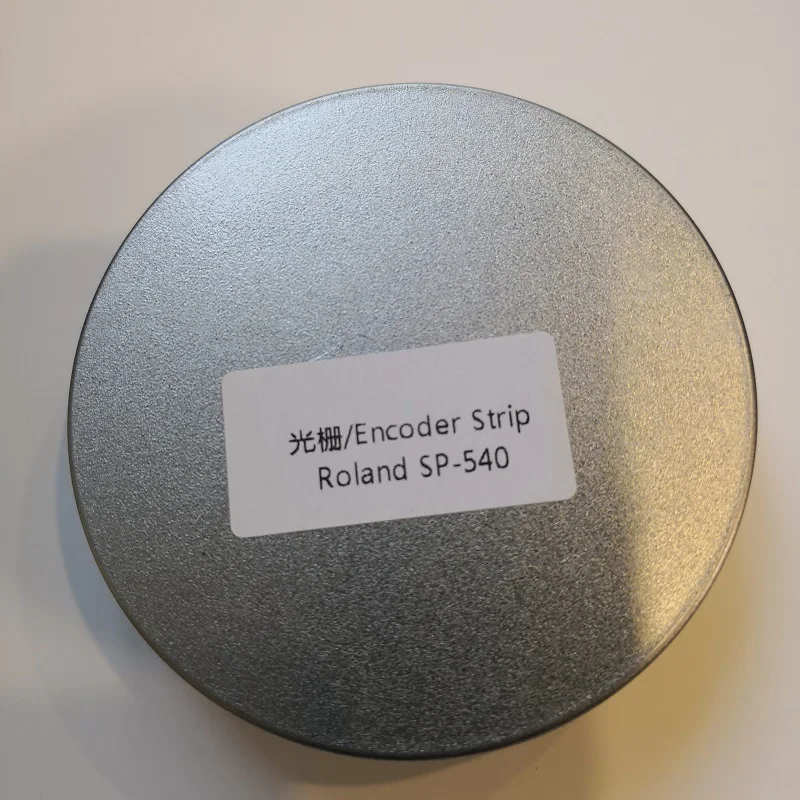 光栅/Encoder Strip
Roland SP-540